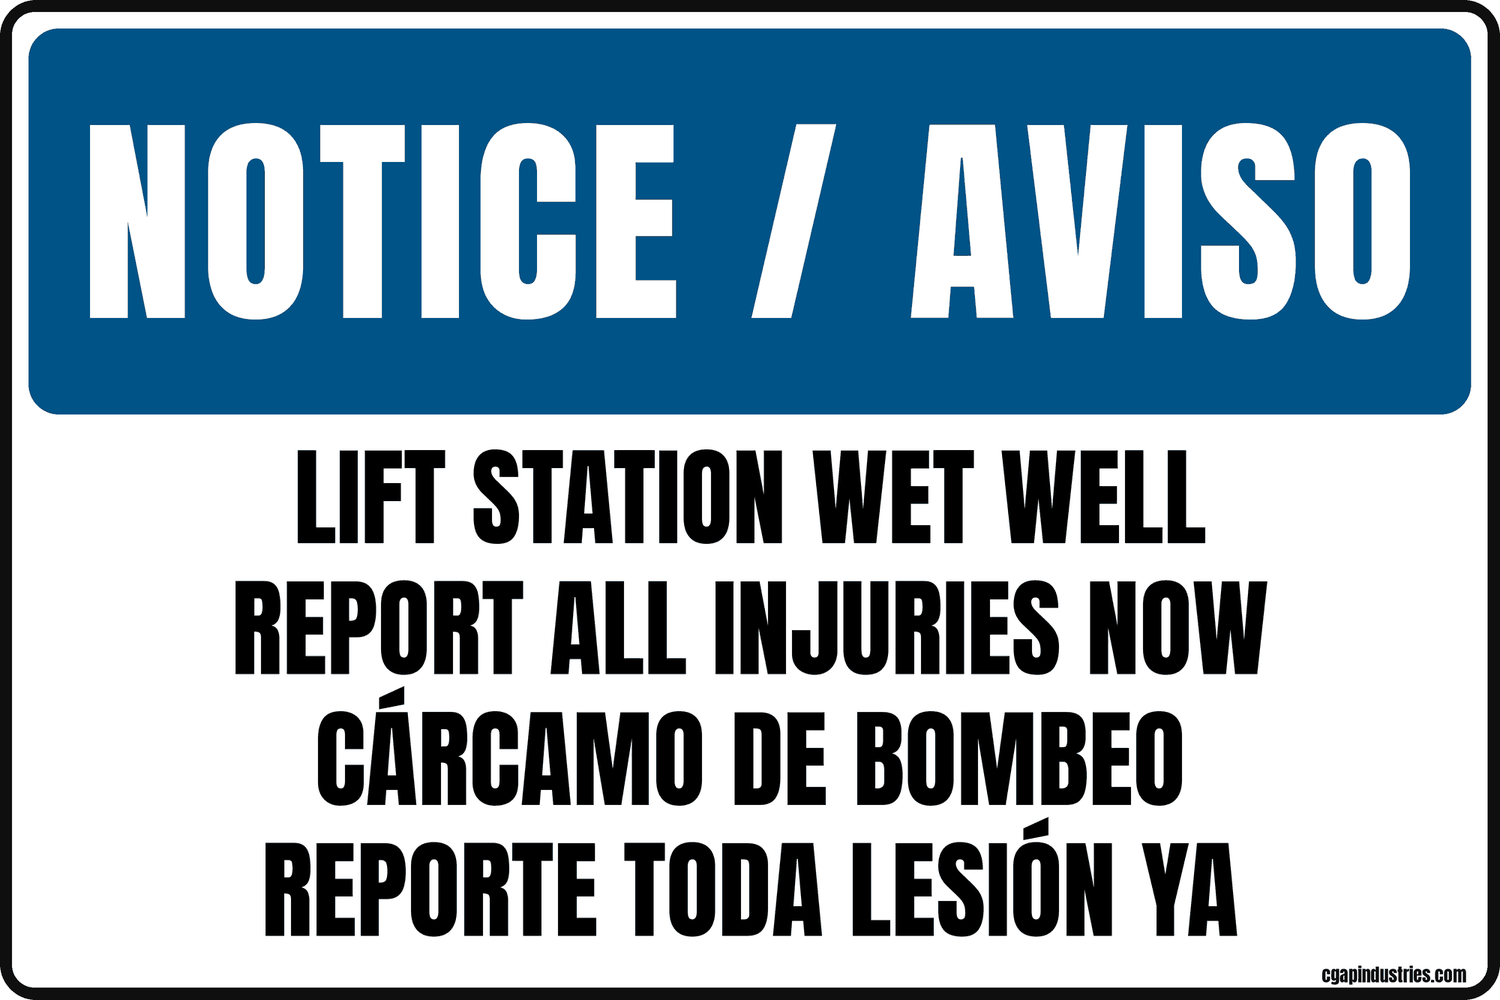 NOTICE / AVISO
LIFT STATION WET WELL
REPORT ALL INJURIES NOW
CÁRCAMO DE BOMBEO
REPORTE TODA LESIÓN YA
cgapindustries.com